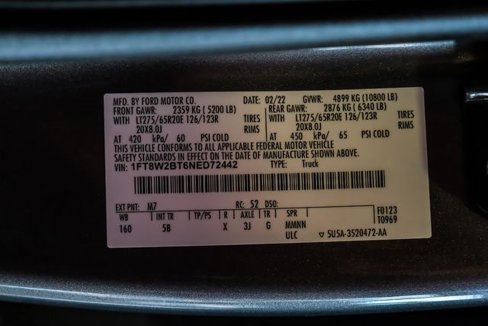 MFD. BY FORD MOTOR CO. 02/22 GVWR: 4899 KG (10800 LB)
FRONT GAWR: 2359 KG (5200 LB) REAR GAWR: 2876 KG (6340 LB)
WITH LT275/65R20E 126/123R TIRES WITH LT275/65R20E 126/123R TIRES
20X8.0J RIMS 20X8.0J RIMS
AT 420 kPa/ 60 PSI COLD AT 450 kPa/ 65 PSI COLD
THIS VEHICLE CONFORMS TO ALL APPLICABLE FEDERAL MOTOR VEHICLE
SAFETY STANDARDS IN EFFECT ON THE DATE OF MANUFACTURE SHOWN ABOVE.
VIN: 1FT8W2BT6NED72442 TYPE: Truck
EXT PNT: M7 RC: 52 DSO: F0123
WB INT TR TP/PS R AXLE TR SPR T0969
160 5B X 3J G MMNN
ULC ▽ 5U5A-3520472-AA